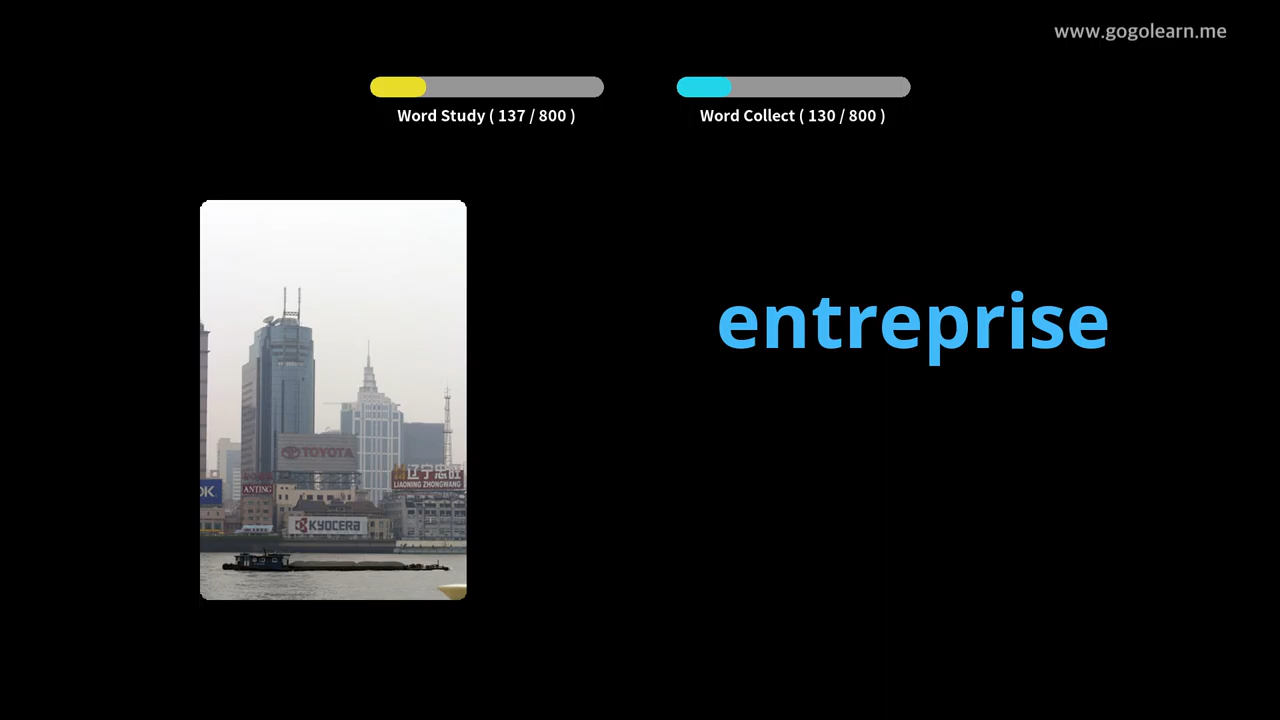 www.gogolearn.me
Word Study ( 137 / 800 )
Word Collect ( 130 / 800 )
entreprise
TOYOTA
辽宁忠旺
LIAONING ZHONGWANG
OK
ANTING
KYOCERA